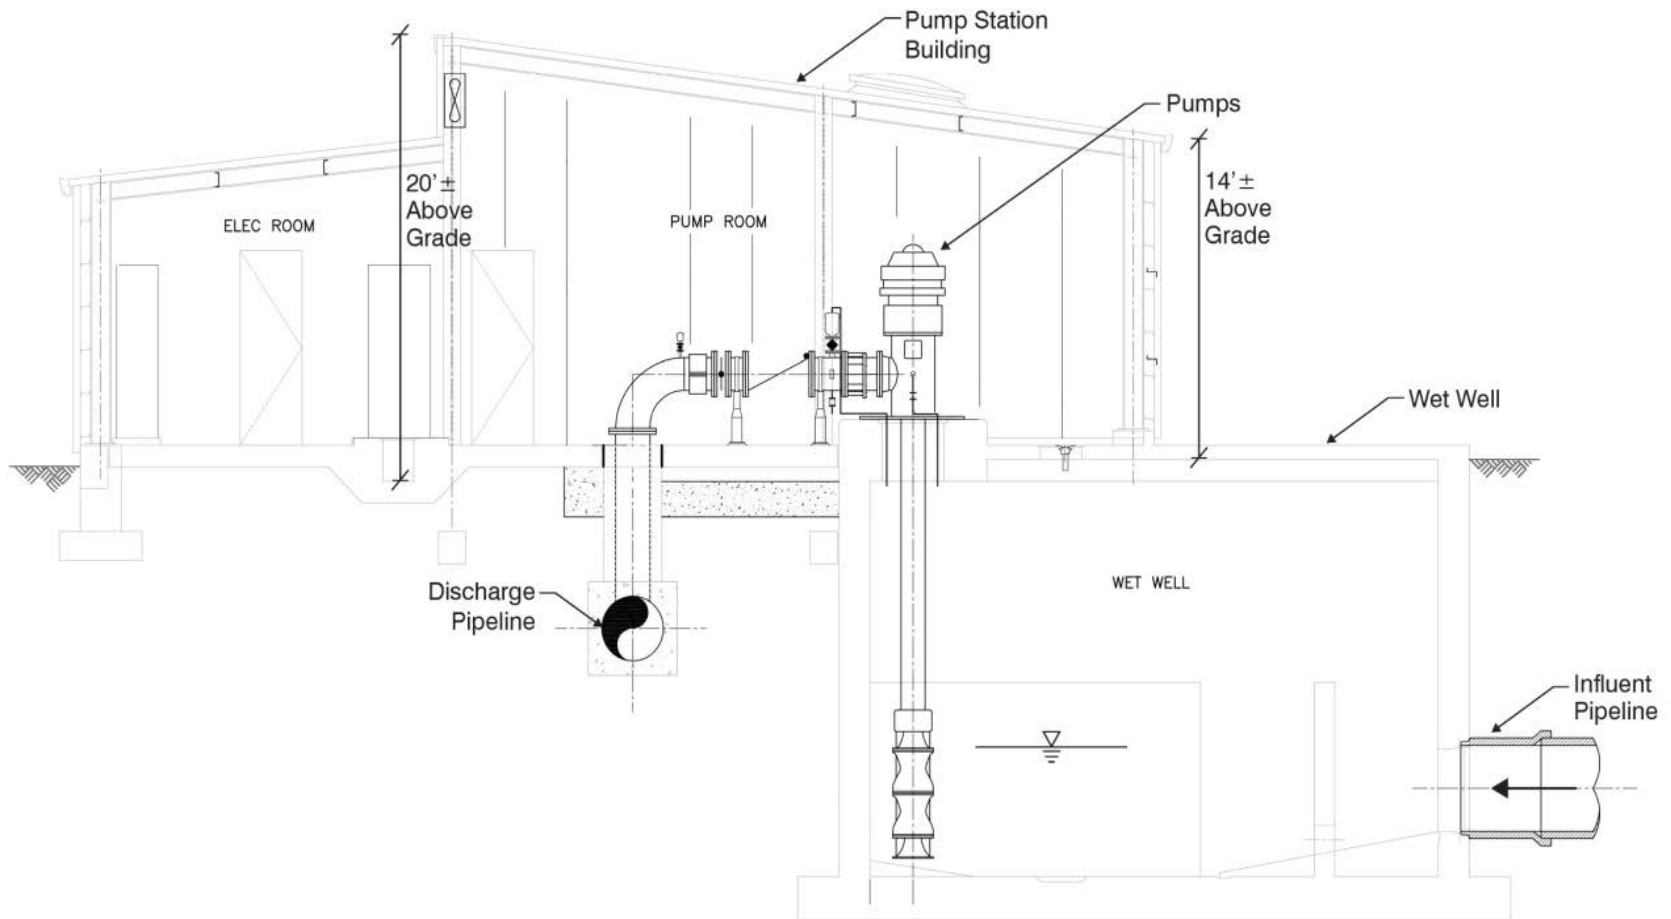 Pump Station
Building
Pumps
20' ±
Above
Grade
14' ±
Above
Grade
ELEC ROOM
PUMP ROOM
Wet Well
Discharge
Pipeline
WET WELL
Influent
Pipeline